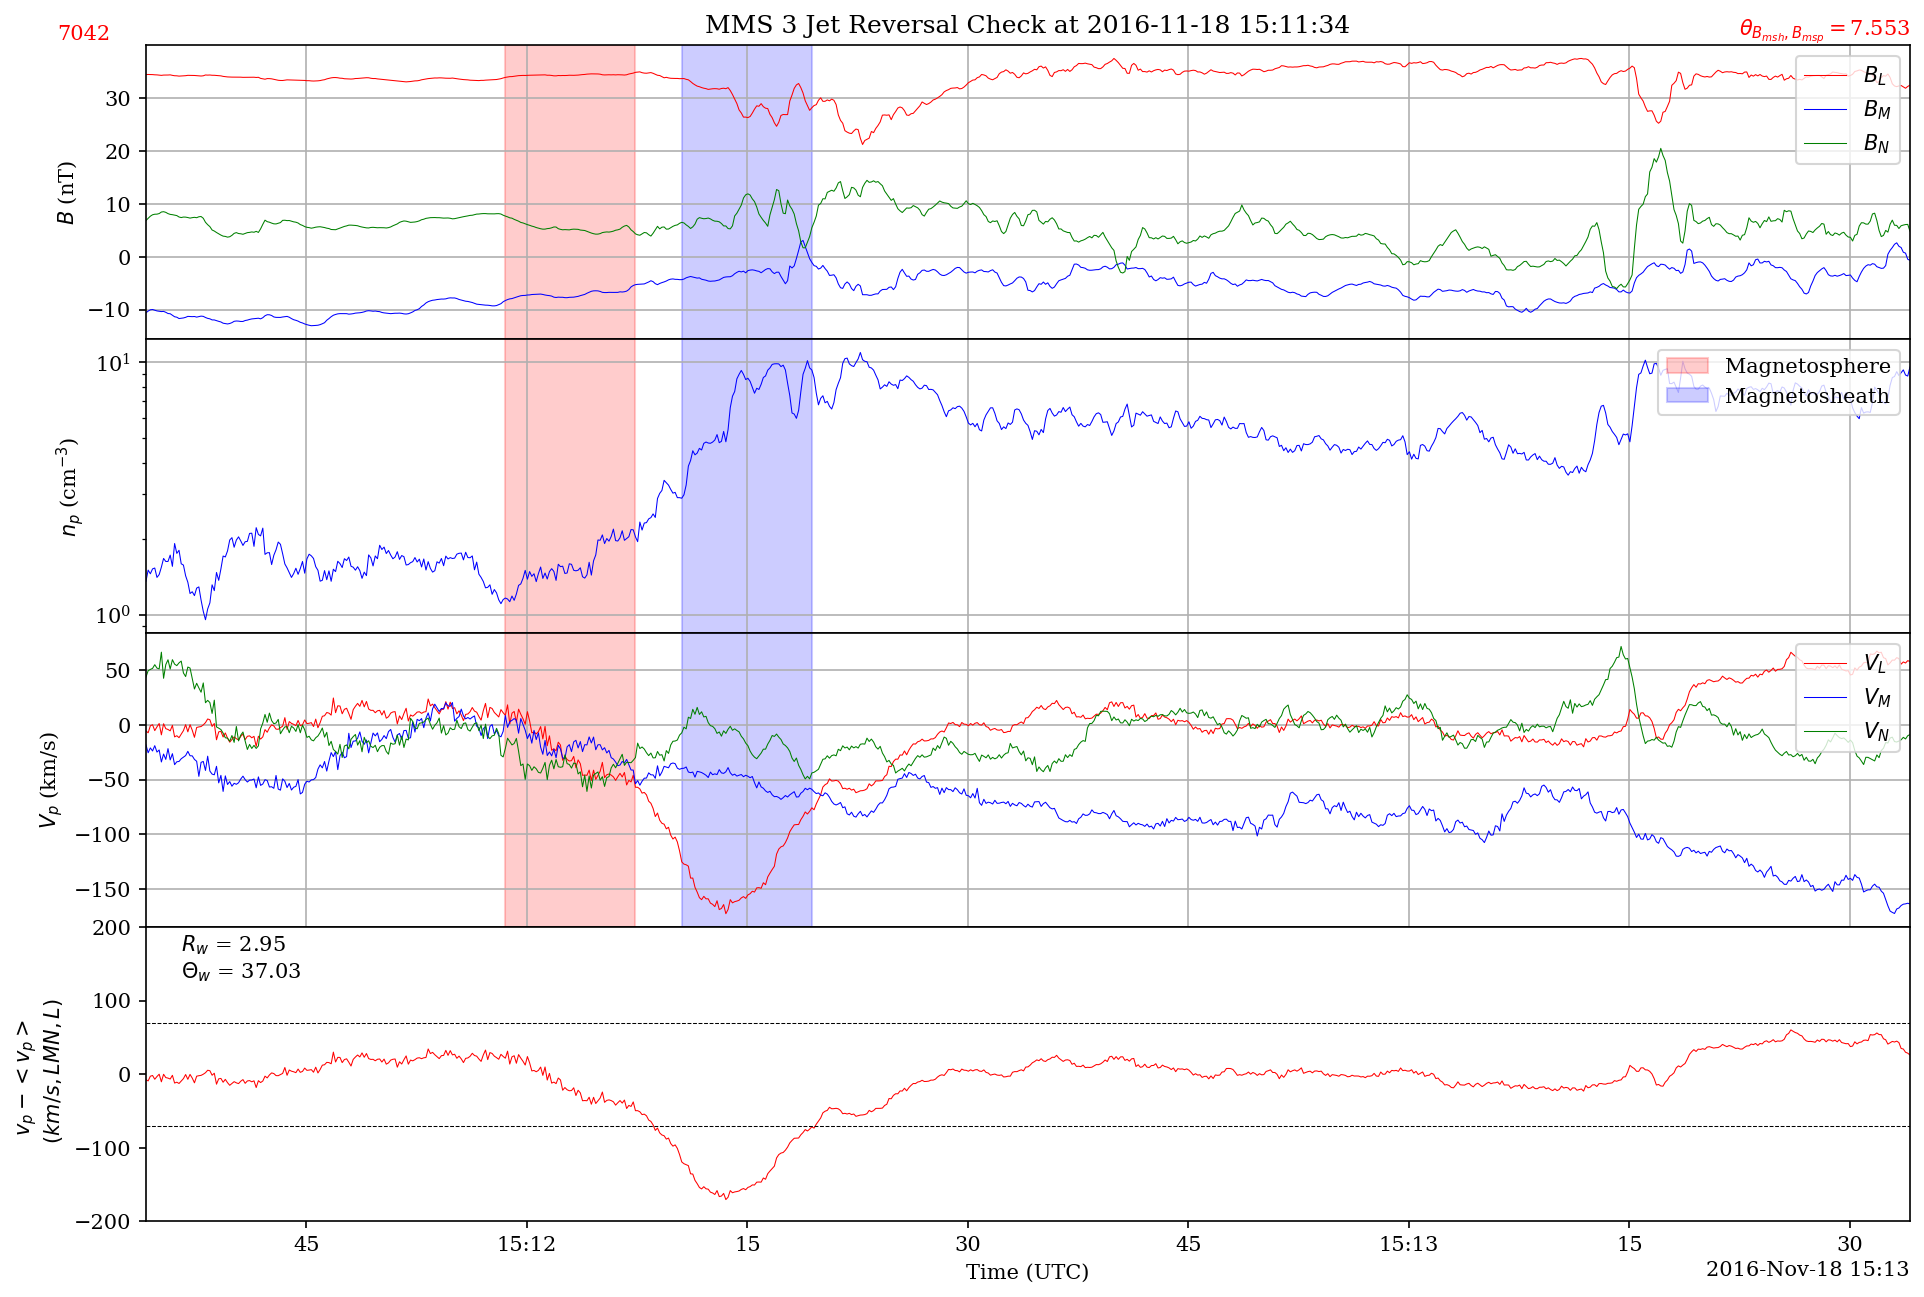 7042
MMS 3 Jet Reversal Check at 2016-11-18 15:11:34
θ_{B_{msh}, B_{msp}} = 7.553
B (nT)
30
20
10
0
−10
B_L
B_M
B_N
n_p (cm^{−3})
10^1
10^0
Magnetosphere
Magnetosheath
V_p (km/s)
50
0
−50
−100
−150
V_L
V_M
V_N
v_p − < v_p >
(km/s, LMN, L)
200
100
0
−100
−200
R_w = 2.95
Θ_w = 37.03
45
15:12
15
30
45
15:13
15
30
Time (UTC)
2016-Nov-18 15:13